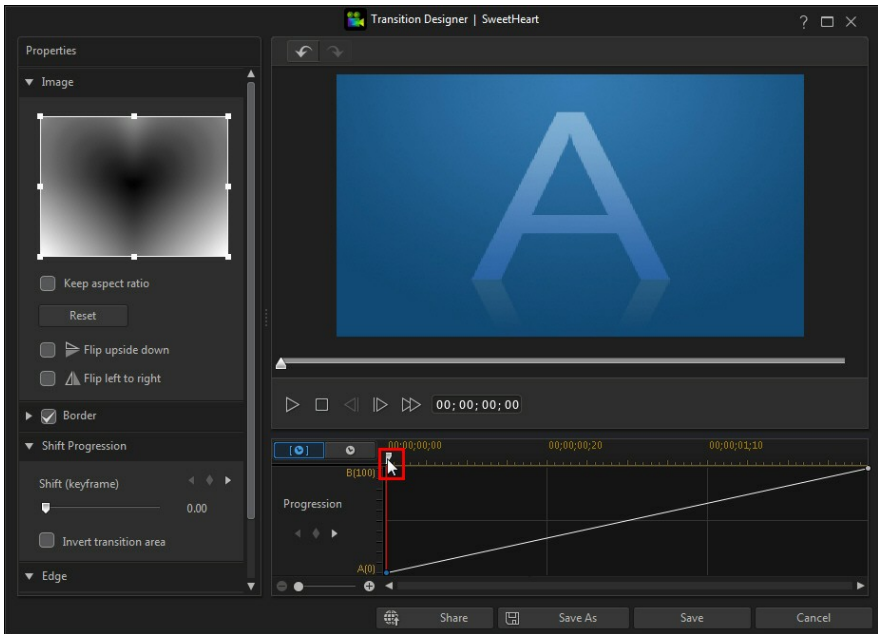 Transition Designer | SweetHeart
?
Properties
Image
Keep aspect ratio
Reset
Flip upside down
Flip left to right
Border
Shift Progression
Shift (keyframe)
0.00
Invert transition area
Edge
A
00;00;00;00
00;00;00;00 00;00;00;20 00;00;01;10
B(100)
Progression
A(0)
Share Save As Save Cancel